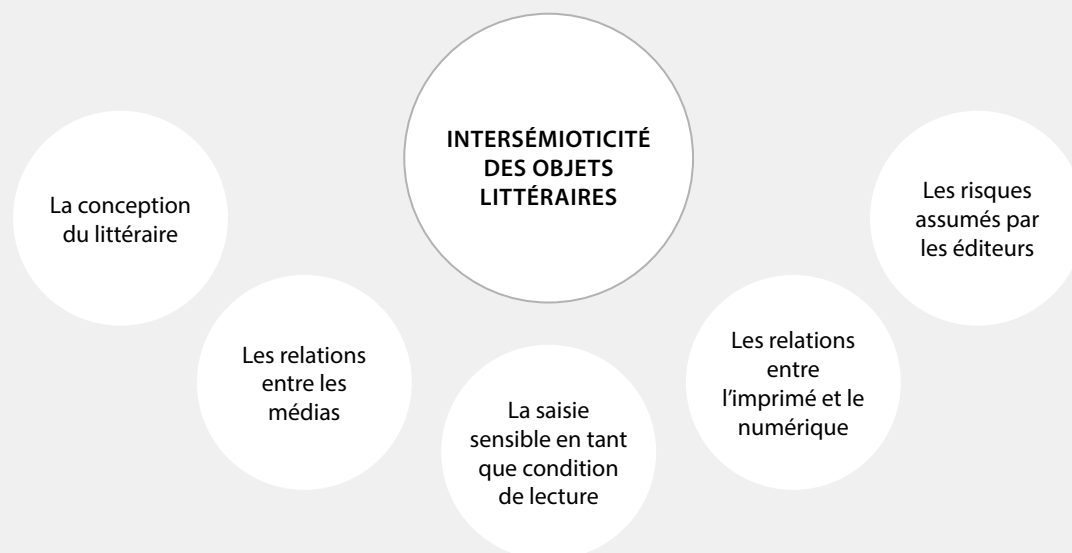 INTERSÉMIOTICITÉ
DES OBJETS
LITTÉRAIRES
La conception
du littéraire
Les relations
entre les
médias
La saisie
sensible en tant
que condition
de lecture
Les relations
entre
l’imprimé et le
numérique
Les risques
assumés par
les éditeurs